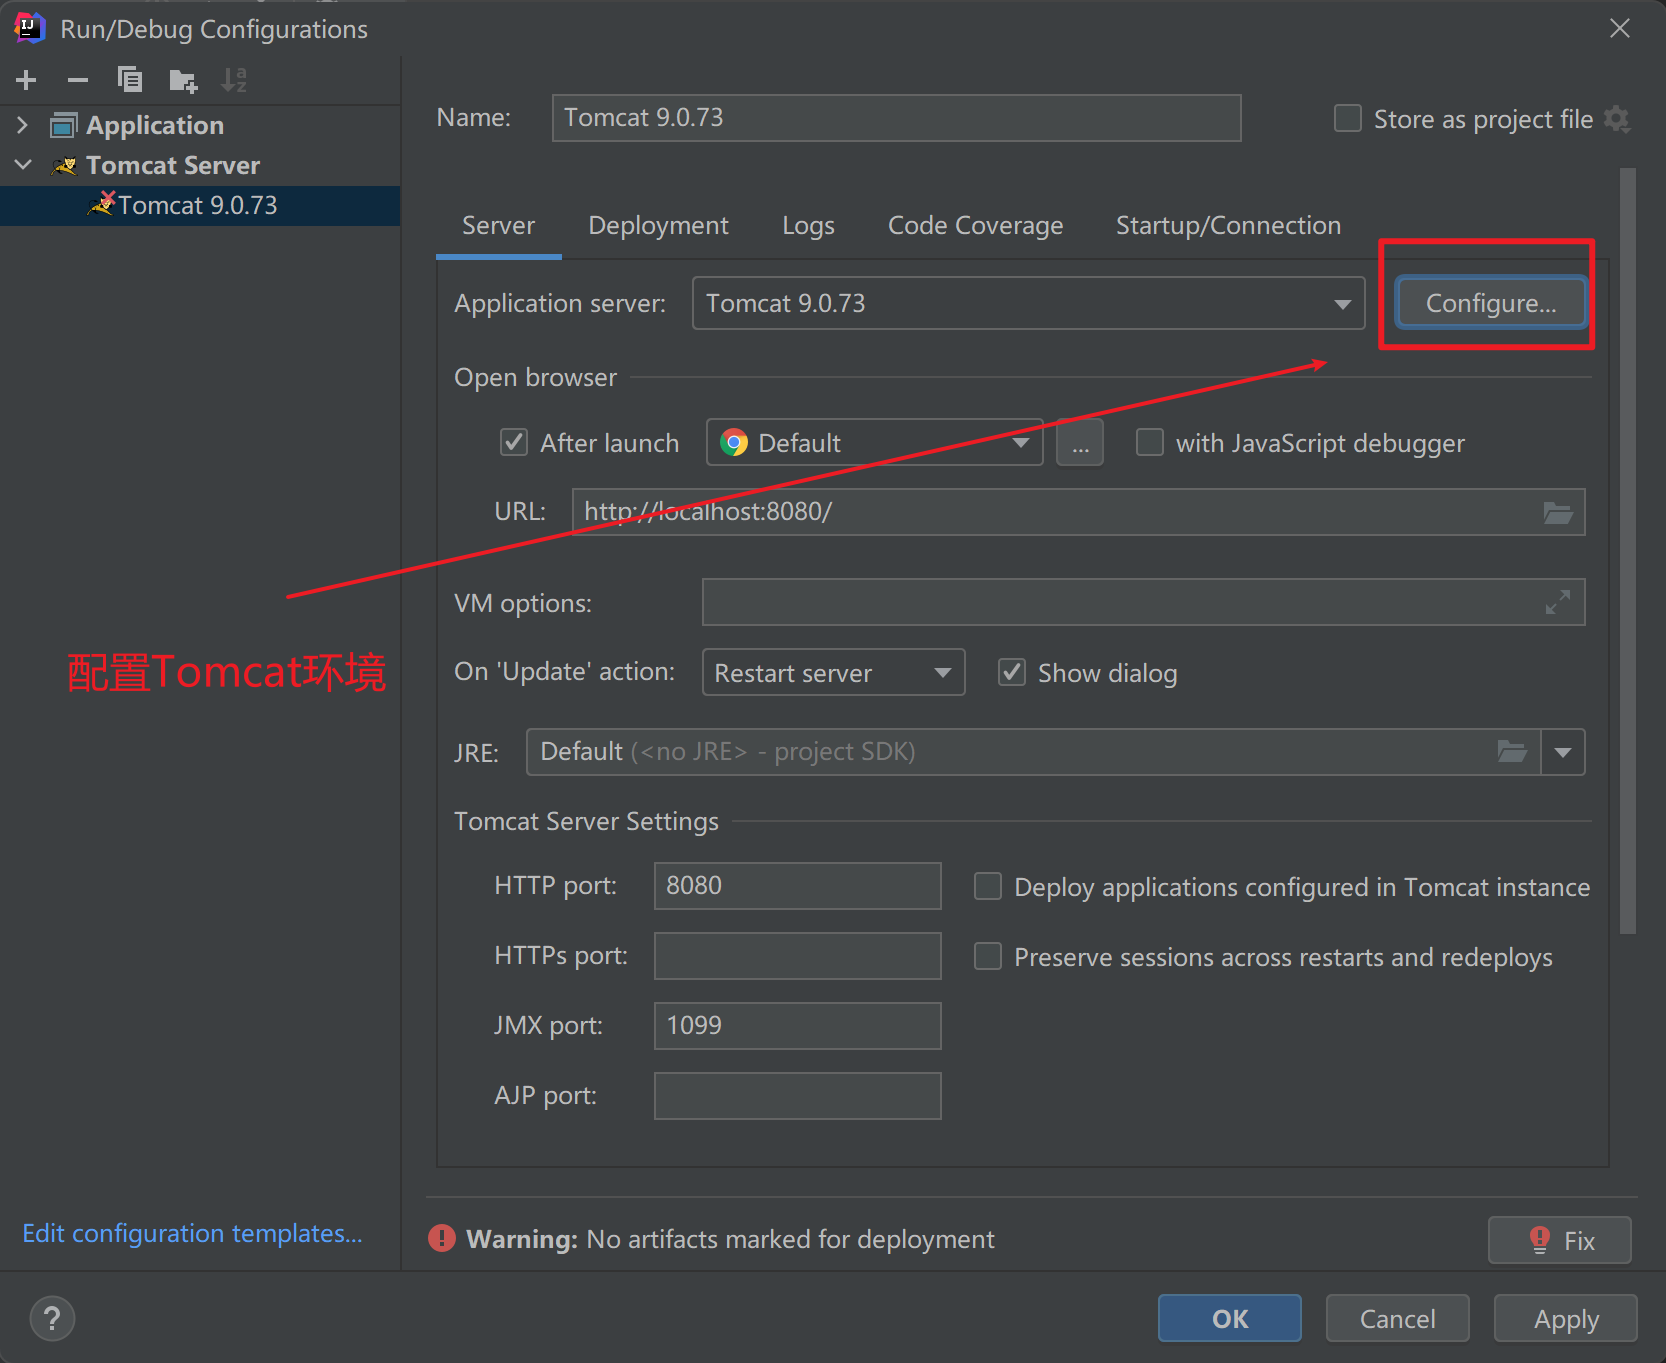 Run/Debug Configurations
Application
Tomcat Server
Tomcat 9.0.73
Edit configuration templates...
Name: Tomcat 9.0.73 Store as project file
Server Deployment Logs Code Coverage Startup/Connection
Application server: Tomcat 9.0.73 Configure...
Open browser
After launch Default ... with JavaScript debugger
URL: http://localhost:8080/
VM options:
配置Tomcat环境
On 'Update' action: Restart server Show dialog
JRE: Default (<no JRE> - project SDK)
Tomcat Server Settings
HTTP port: 8080 Deploy applications configured in Tomcat instance
HTTPs port: Preserve sessions across restarts and redeploys
JMX port: 1099
AJP port:
Warning: No artifacts marked for deployment Fix
? OK Cancel Apply